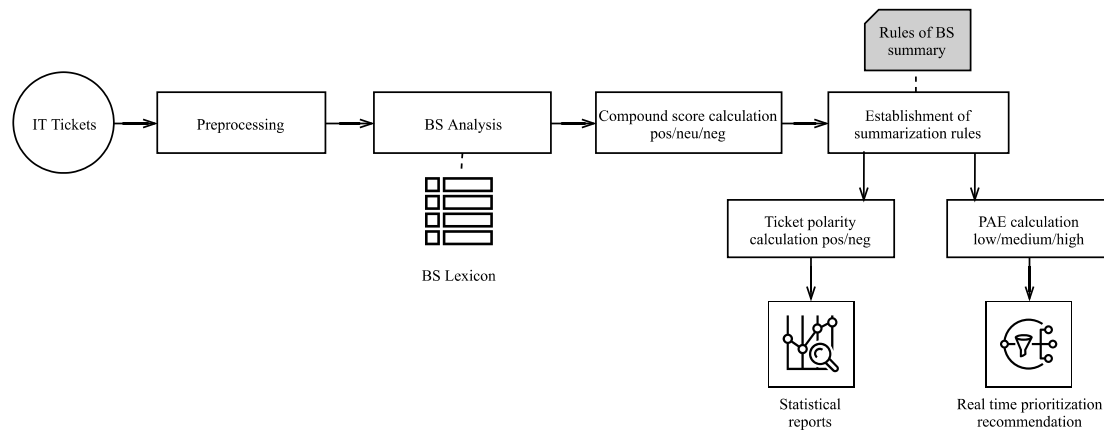 Rules of BS
summary
IT Tickets
Preprocessing
BS Analysis
Compound score calculation
pos/neu/neg
Establishment of
summarization rules
BS Lexicon
Ticket polarity
calculation pos/neg
PAE calculation
low/medium/high
Statistical
reports
Real time prioritization
recommendation